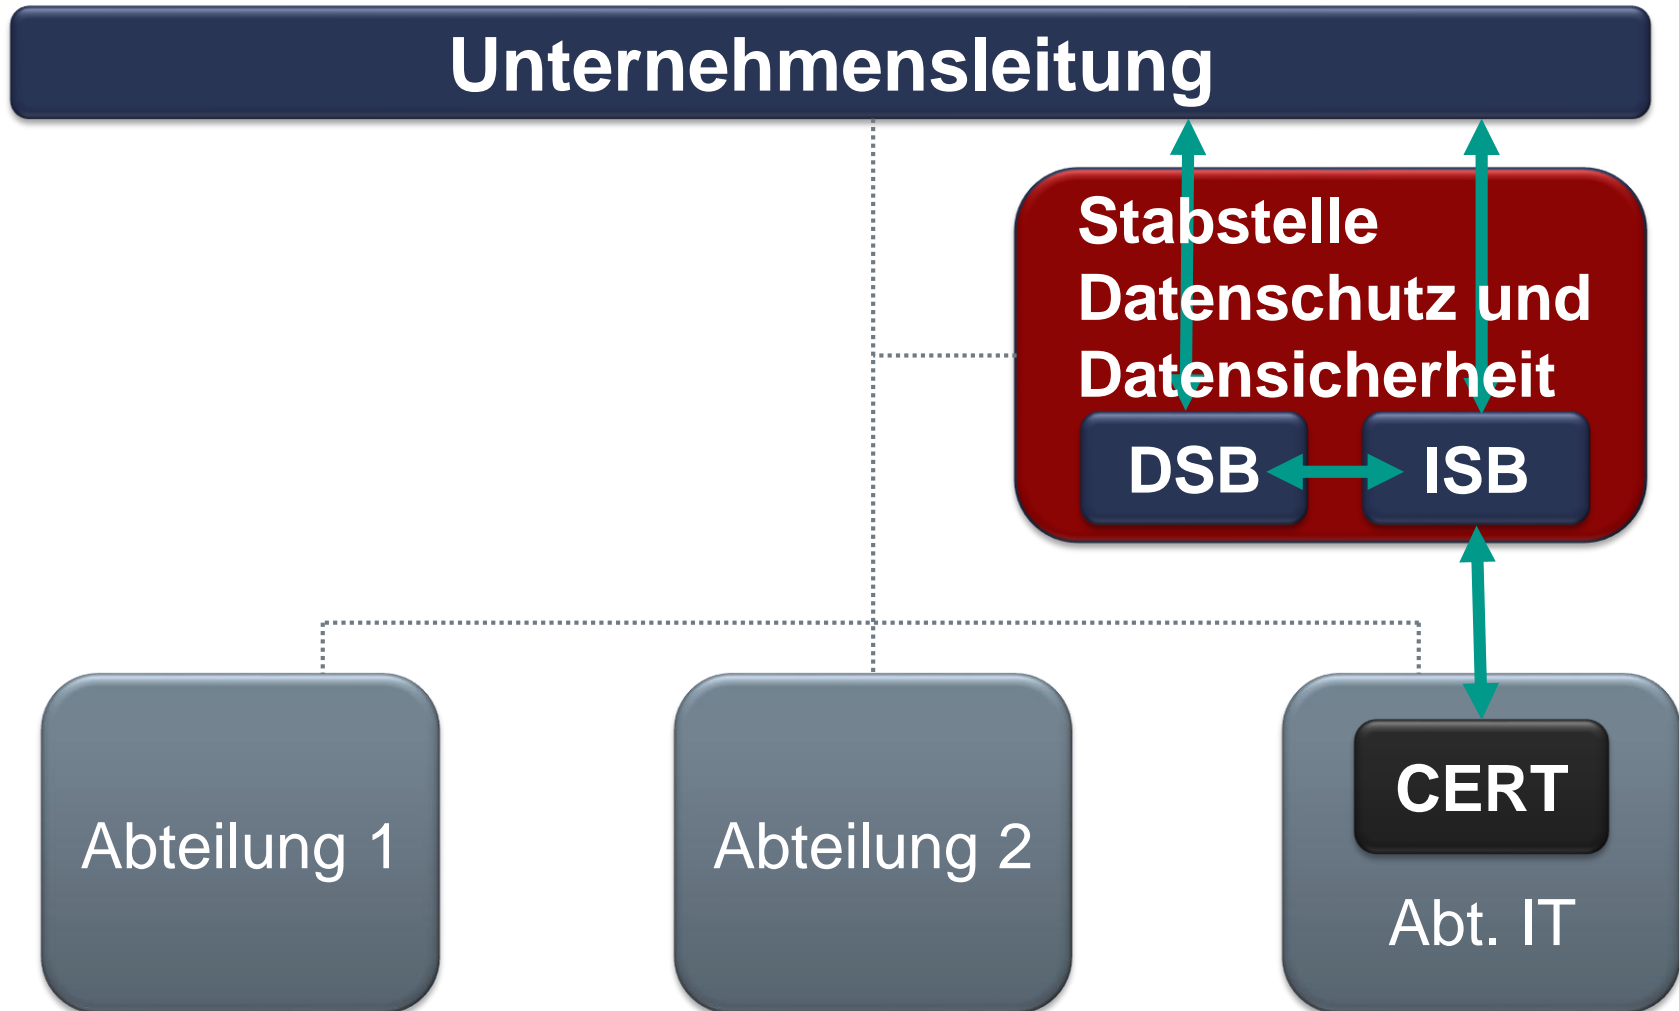 Unternehmensleitung
Stabstelle
Datenschutz und
Datensicherheit
DSB
ISB
CERT
Abteilung 1
Abteilung 2
Abt. IT